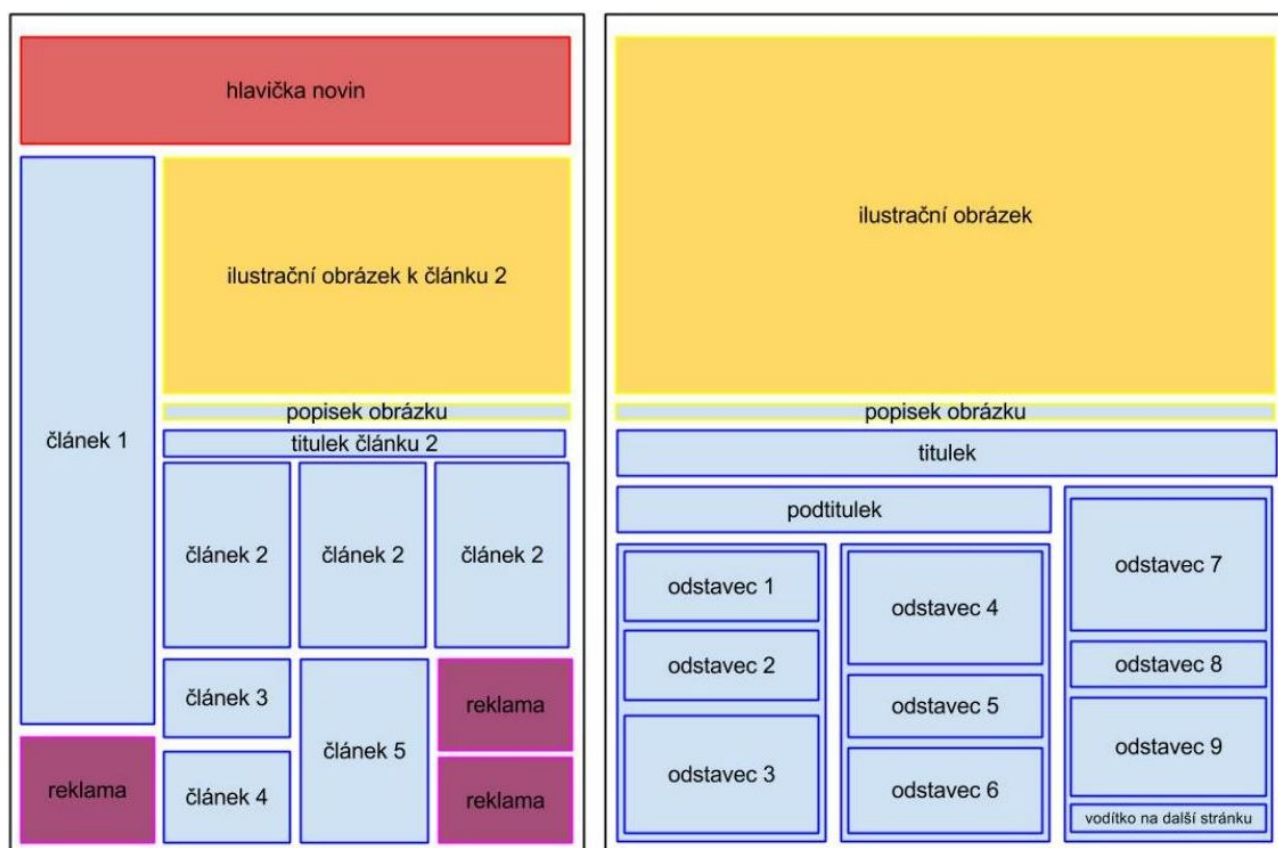 hlavička novin
článek 1
reklama
ilustrační obrázek k článku 2
popisek obrázku
titulek článku 2
článek 2
článek 2
článek 2
článek 3
článek 4
článek 5
reklama
reklama
ilustrační obrázek
popisek obrázku
titulek
podtitulek
odstavec 1
odstavec 2
odstavec 3
odstavec 4
odstavec 5
odstavec 6
odstavec 7
odstavec 8
odstavec 9
vodítko na další stránku